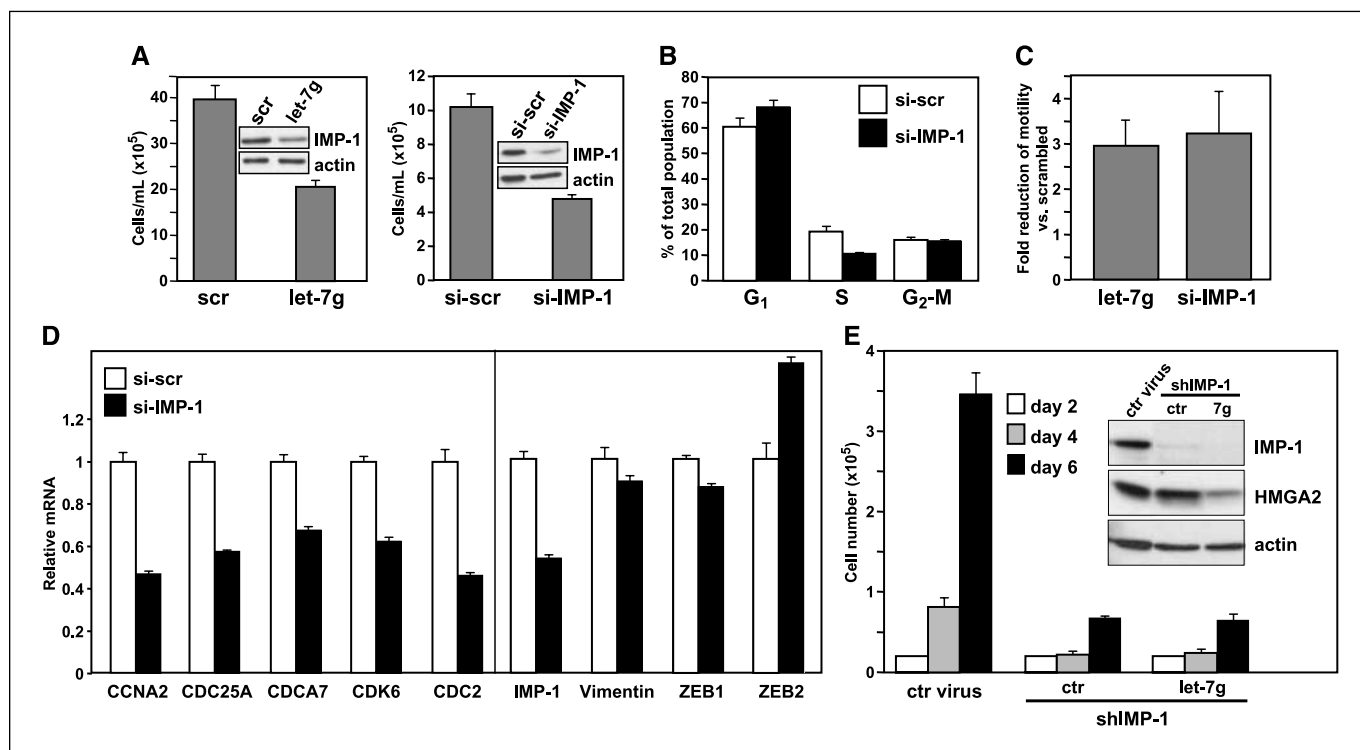 A
Cells/mL (x10⁵)
40
30
20
10
0
scr
let-7g
IMP-1
actin
scr
let-7g
Cells/mL (x10⁵)
12
10
8
6
4
2
0
si-scr
si-IMP-1
IMP-1
actin
si-scr
si-IMP-1
B
% of total population
80
70
60
50
40
30
20
10
0
si-scr
si-IMP-1
G₁
S
G₂-M
C
Fold reduction of motility
vs. scrambled
4
3
2
1
0
let-7g
si-IMP-1
D
Relative mRNA
si-scr
si-IMP-1
1.2
1
0.8
0.6
0.4
0.2
0
CCNA2
CDC25A
CDCA7
CDK6
CDC2
IMP-1
Vimentin
ZEB1
ZEB2
E
Cell number (x10⁵)
4
3
2
1
0
day 2
day 4
day 6
ctr virus
shIMP-1
ctr
7g
IMP-1
HMGA2
actin
ctr virus
ctr
let-7g
shIMP-1